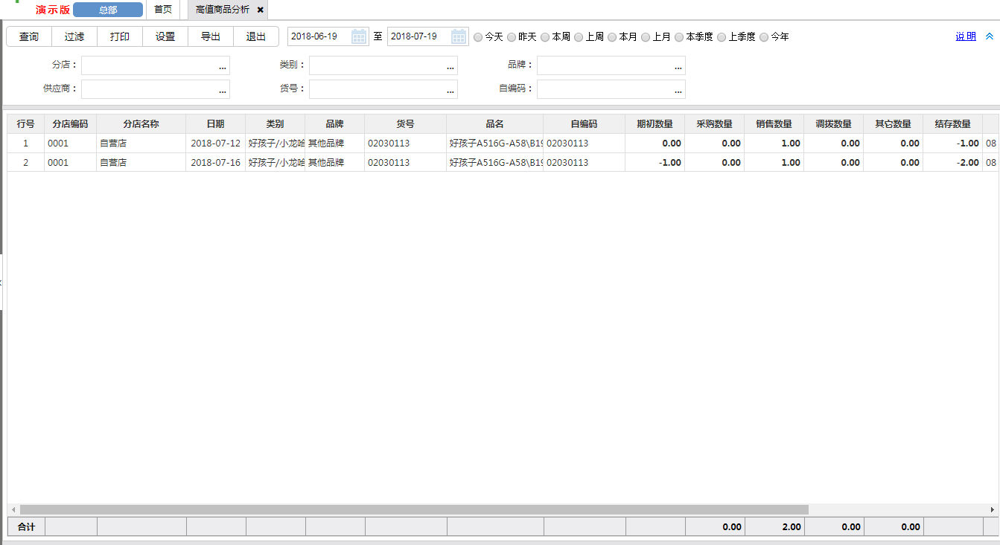 演示版 总部 首页 高值商品分析 ✖
查询 过滤 打印 设置 导出 退出 2018-06-19 至 2018-07-19 今天 昨天 本周 上周 本月 上月 本季度 上季度 今年 说明
分店： ... 类别： ... 品牌： ...
供应商： ... 货号： ... 自编码： ...
行号 分店编码 分店名称 日期 类别 品牌 货号 品名 自编码 期初数量 采购数量 销售数量 调拨数量 其它数量 结存数量
1 0001 自营店 2018-07-12 好孩子/小龙哈 其他品牌 02030113 好孩子A516G-A58\B19 02030113 0.00 0.00 1.00 0.00 0.00 -1.00 08
2 0001 自营店 2018-07-16 好孩子/小龙哈 其他品牌 02030113 好孩子A516G-A58\B19 02030113 -1.00 0.00 1.00 0.00 0.00 -2.00 08
合计 0.00 2.00 0.00 0.00